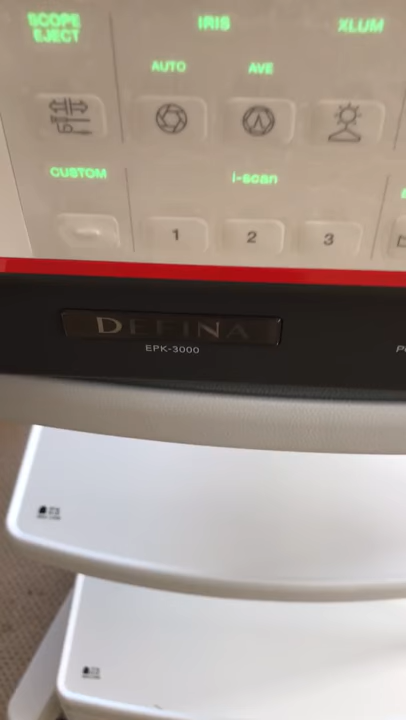 SCOPE
EJECT
IRIS
XLUM
AUTO
AVE
CUSTOM
i-scan
1
2
3
DEFINA
EPK-3000